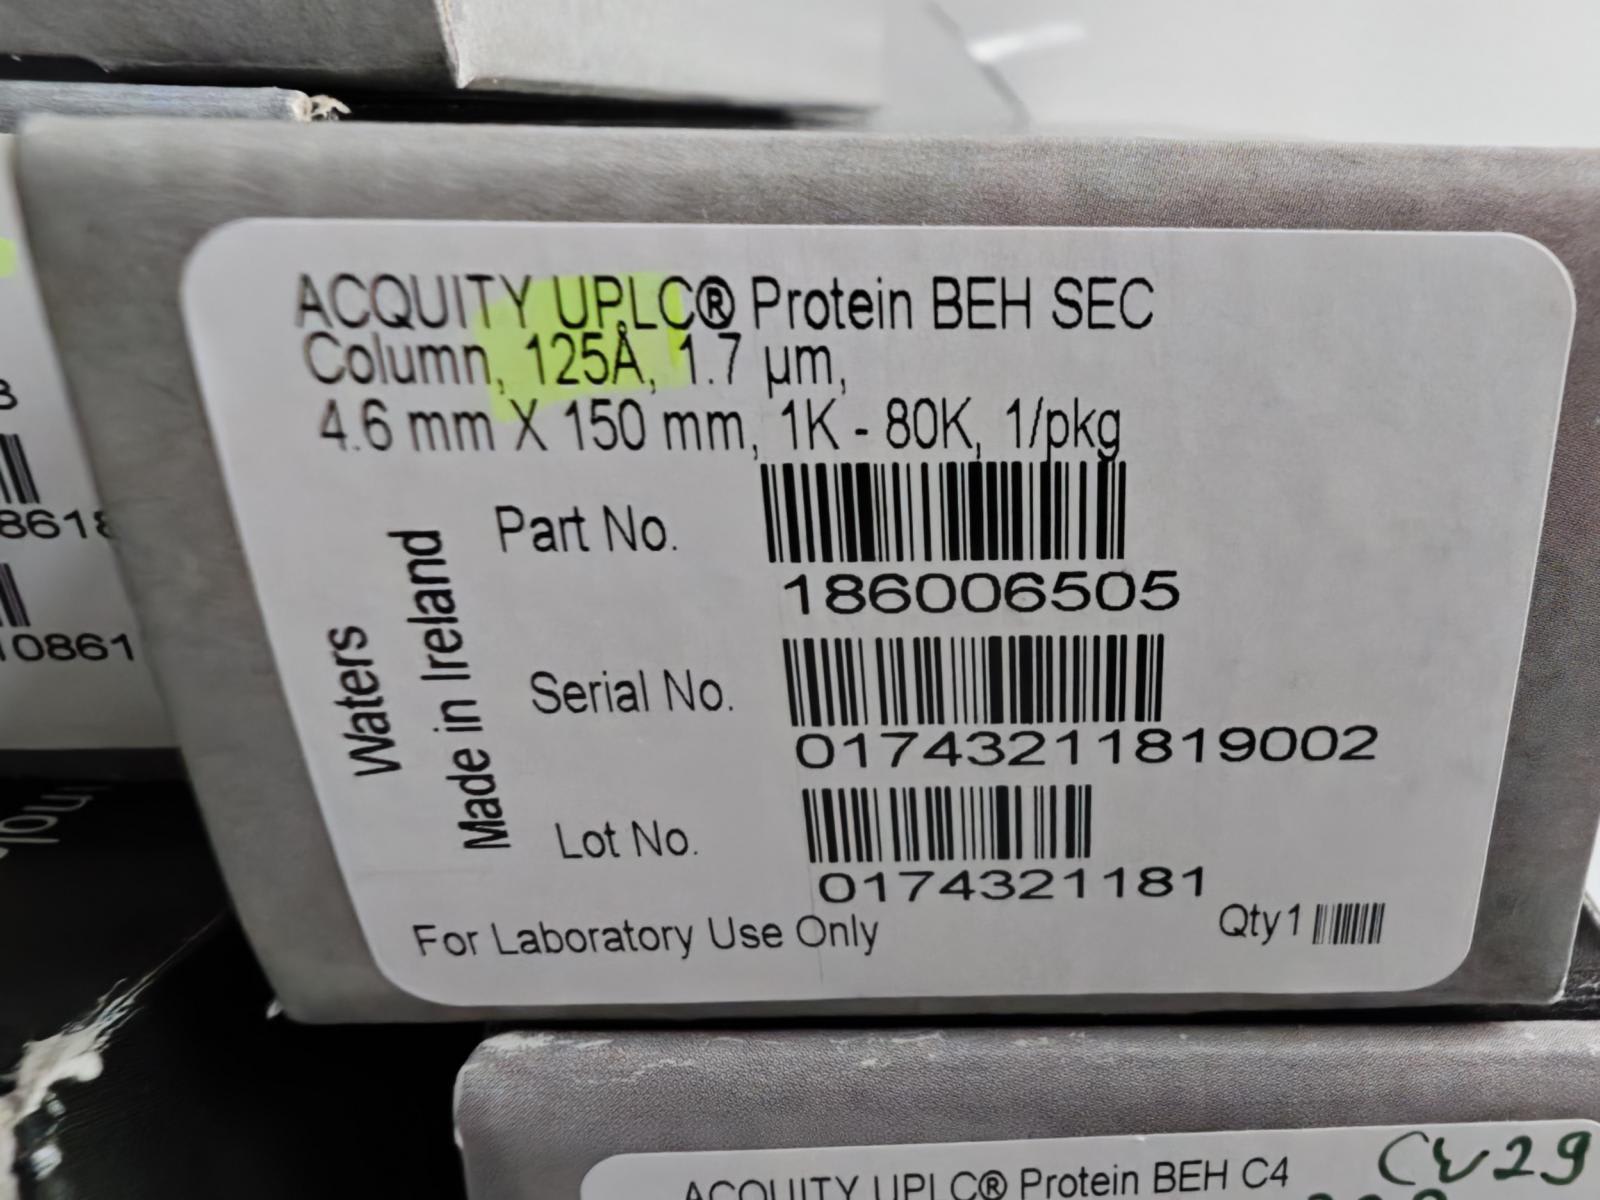 ACQUITY UPLC® Protein BEH SEC
Column, 125Å, 1.7 µm,
4.6 mm X 150 mm, 1K - 80K, 1/pkg
Part No.
186006505
Serial No.
01743211819002
Lot No.
0174321181
Waters
Made in Ireland
For Laboratory Use Only
Qty 1
ACQUITY UPLC® Protein BEH C4